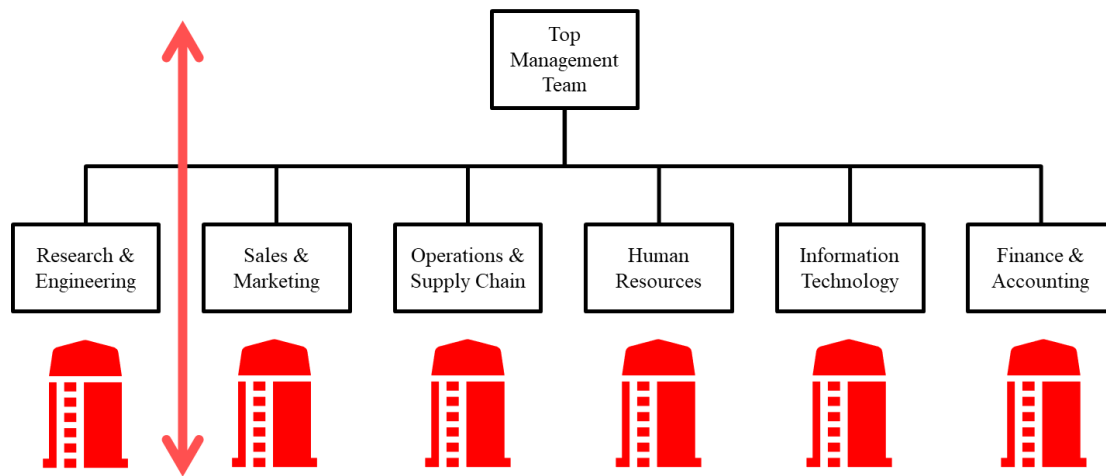 Top
Management
Team
Research &
Engineering
Sales &
Marketing
Operations &
Supply Chain
Human
Resources
Information
Technology
Finance &
Accounting